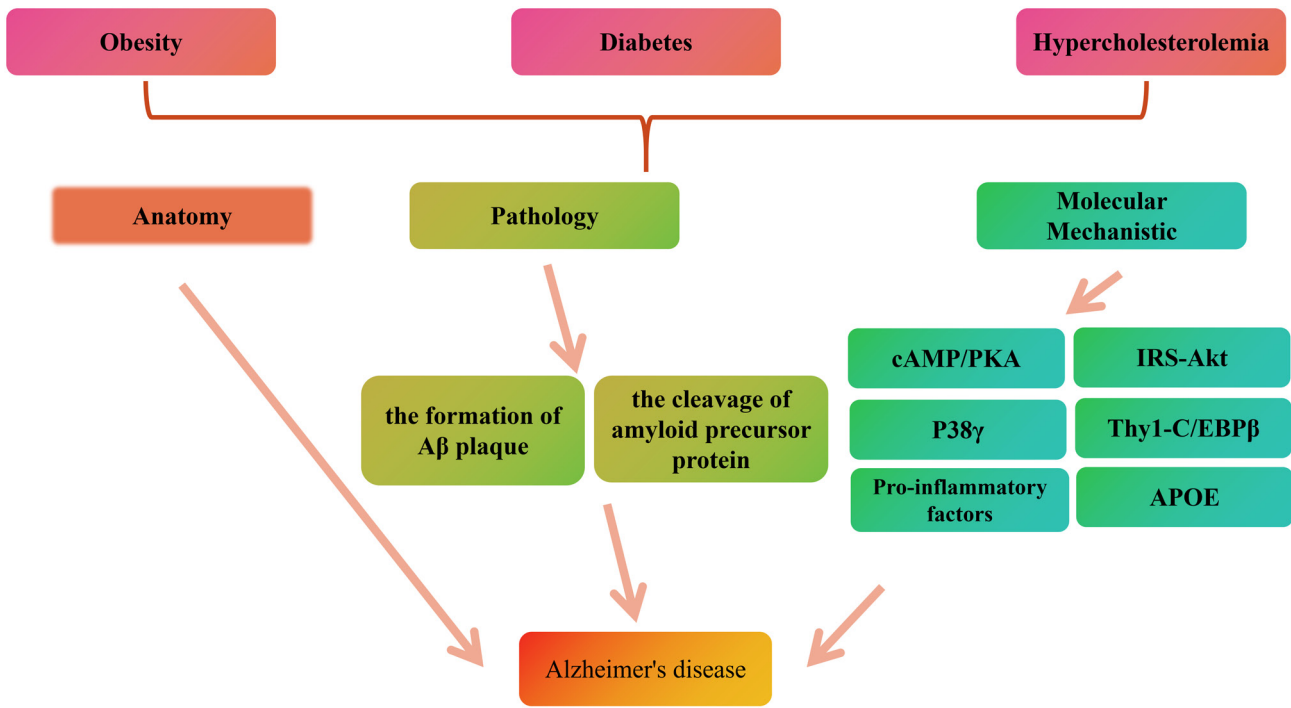 Obesity
Diabetes
Hypercholesterolemia
Anatomy
Pathology
Molecular
Mechanistic
the formation of
Aβ plaque
the cleavage of
amyloid precursor
protein
cAMP/PKA
IRS-Akt
P38γ
Thy1-C/EBPβ
Pro-inflammatory
factors
APOE
Alzheimer's disease